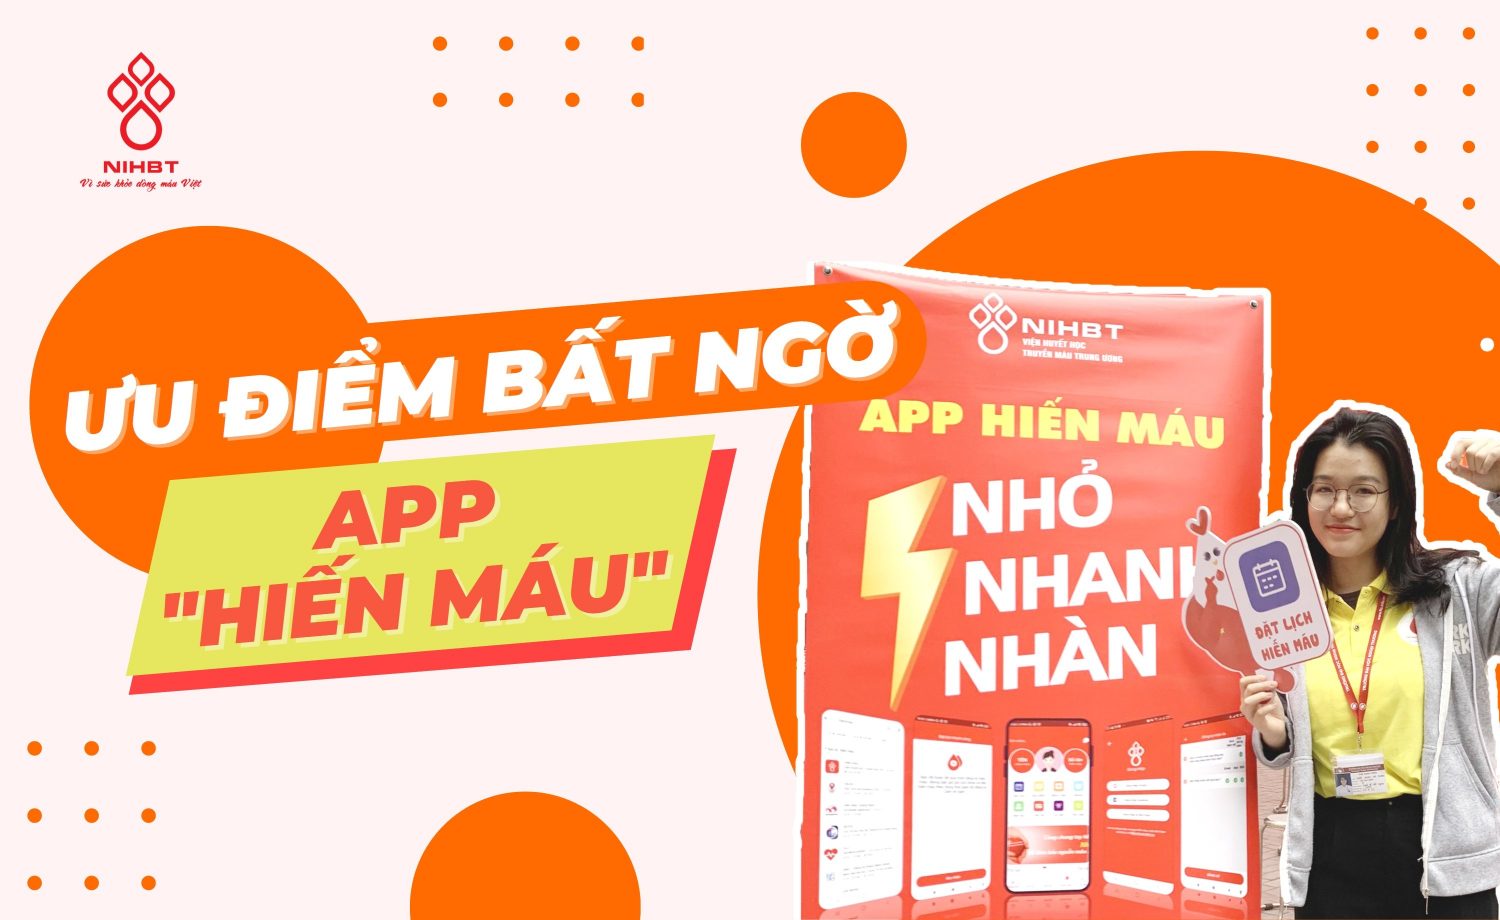 NIHBT
Vì sức khỏe dòng máu Việt
ƯU ĐIỂM BẤT NGỜ
APP
"HIẾN MÁU"
NIHBT
VIỆN HUYẾT HỌC
TRUYỀN MÁU TRUNG ƯƠNG
APP HIẾN MÁU
NHỎ
NHANH
NHÀN
ĐẶT LỊCH
HIẾN MÁU